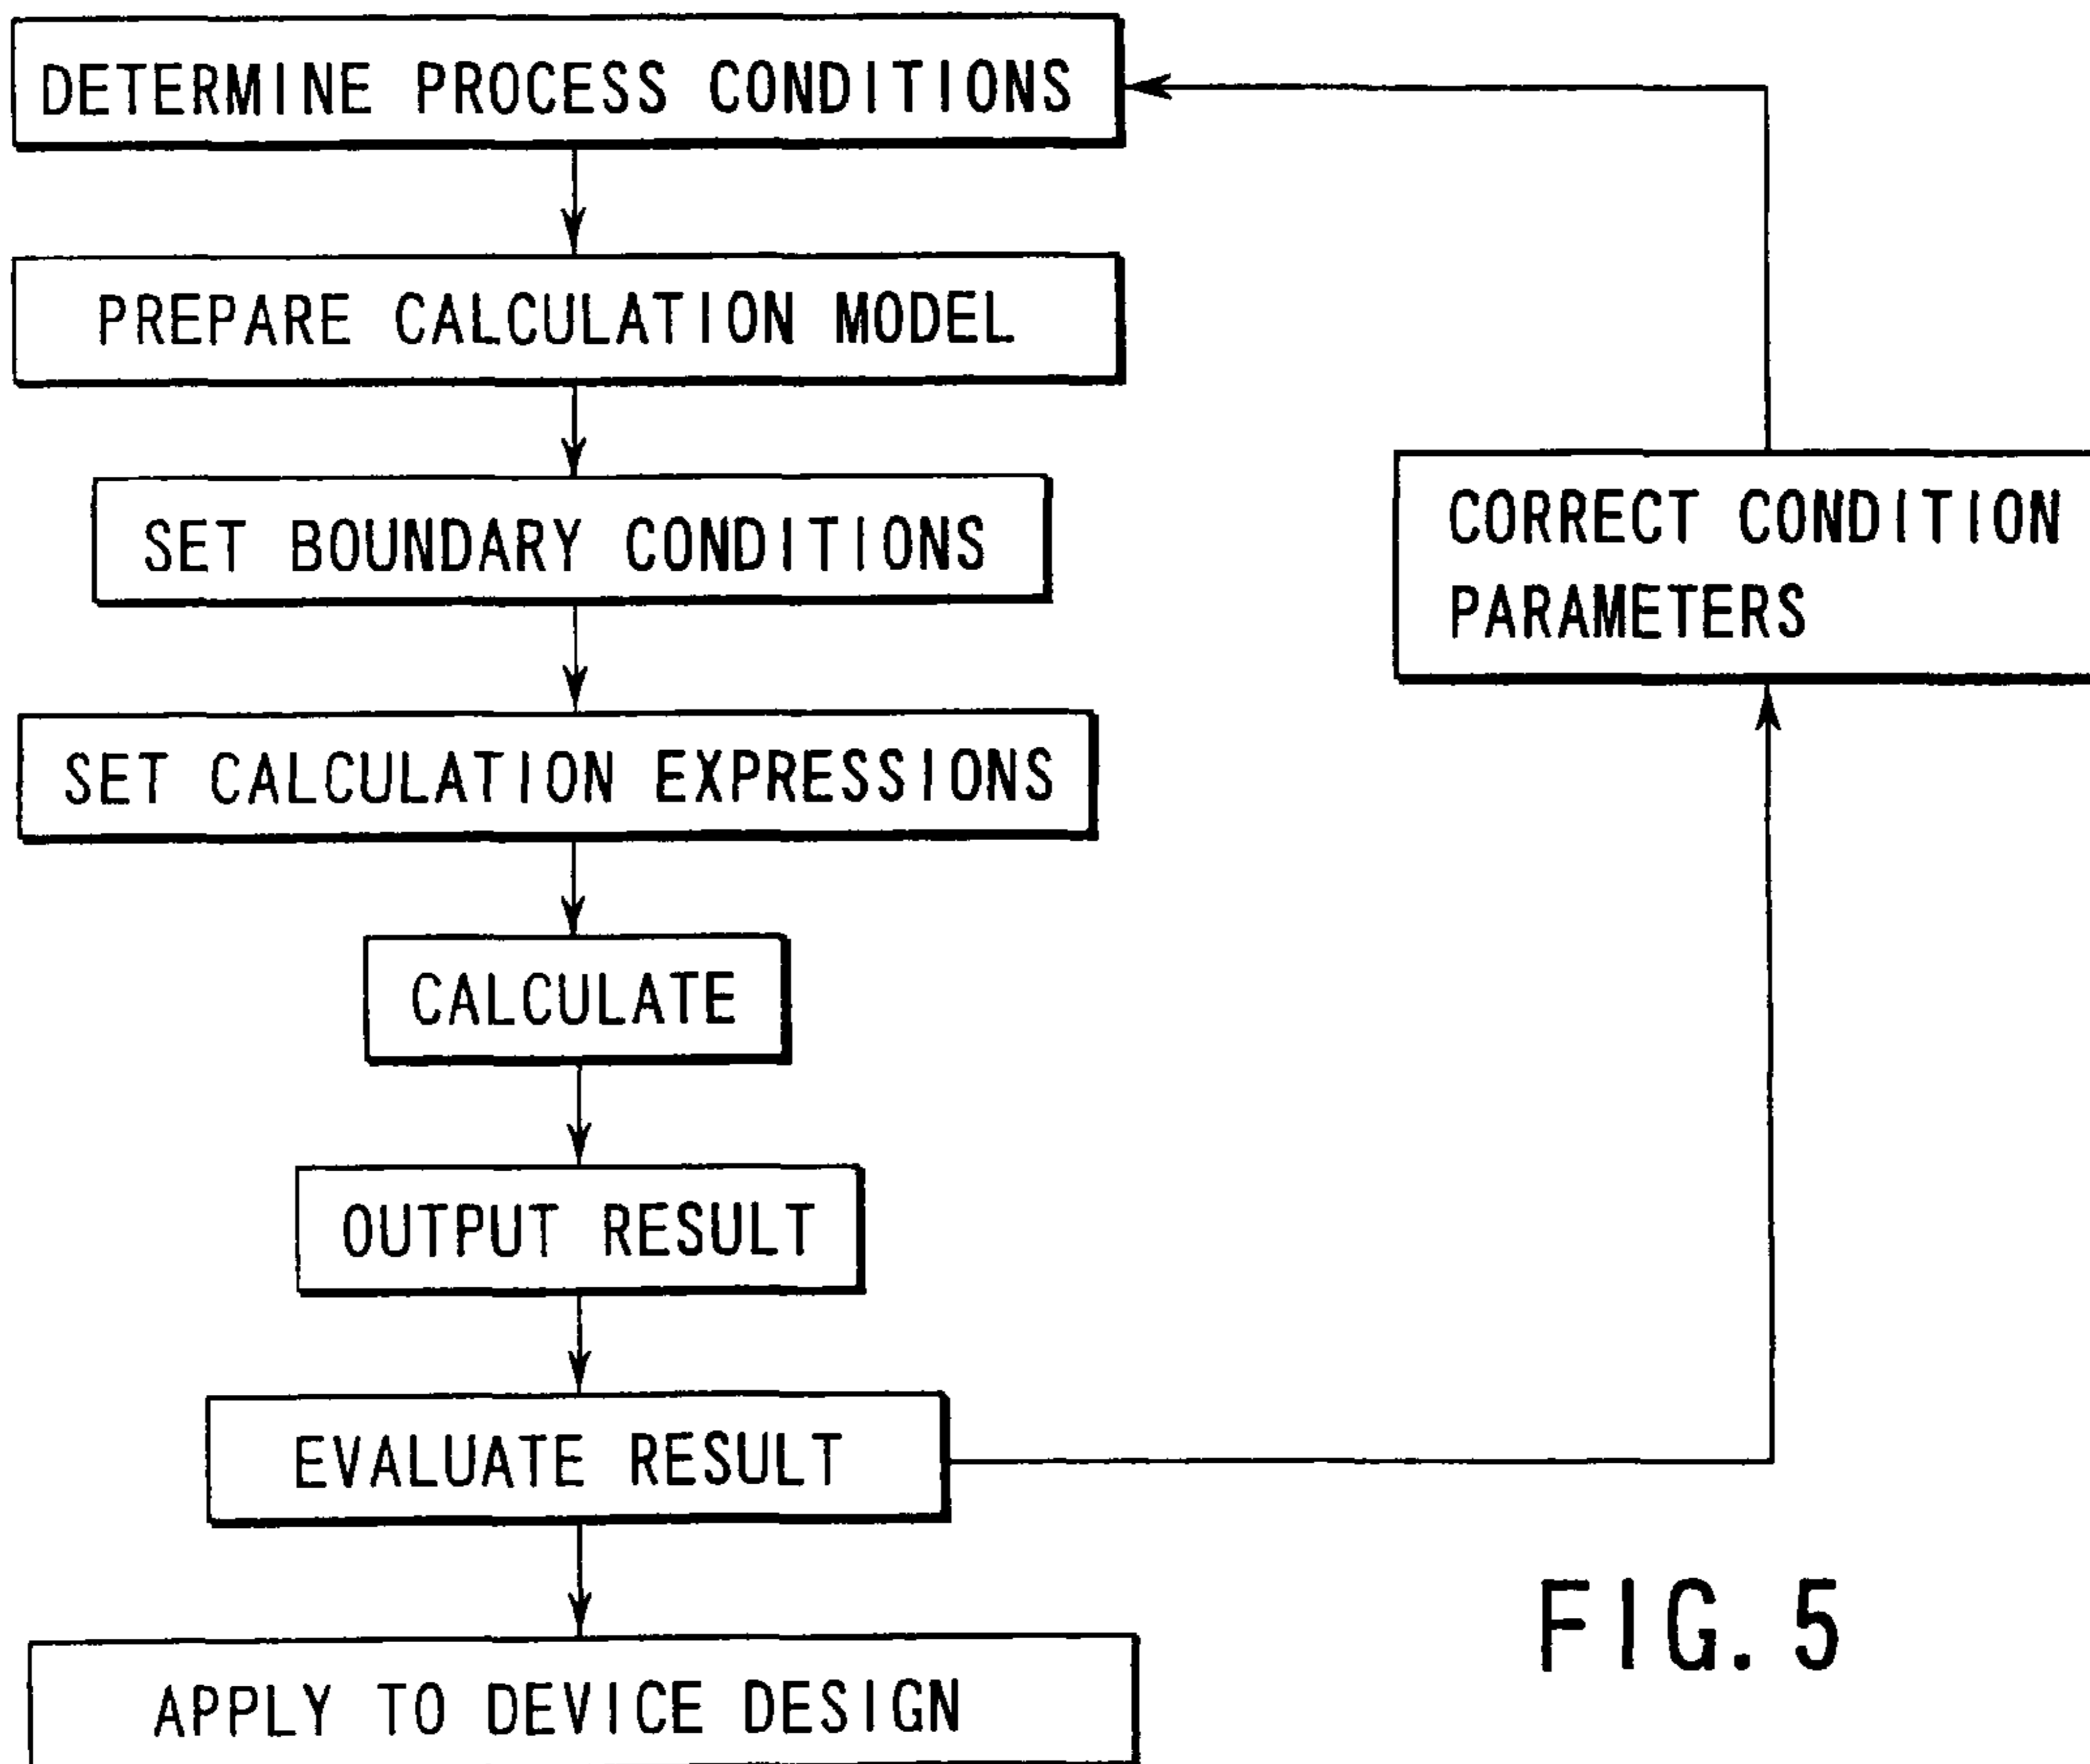 DETERMINE PROCESS CONDITIONS
PREPARE CALCULATION MODEL
SET BOUNDARY CONDITIONS
SET CALCULATION EXPRESSIONS
CALCULATE
OUTPUT RESULT
EVALUATE RESULT
APPLY TO DEVICE DESIGN
CORRECT CONDITION
PARAMETERS
FIG. 5